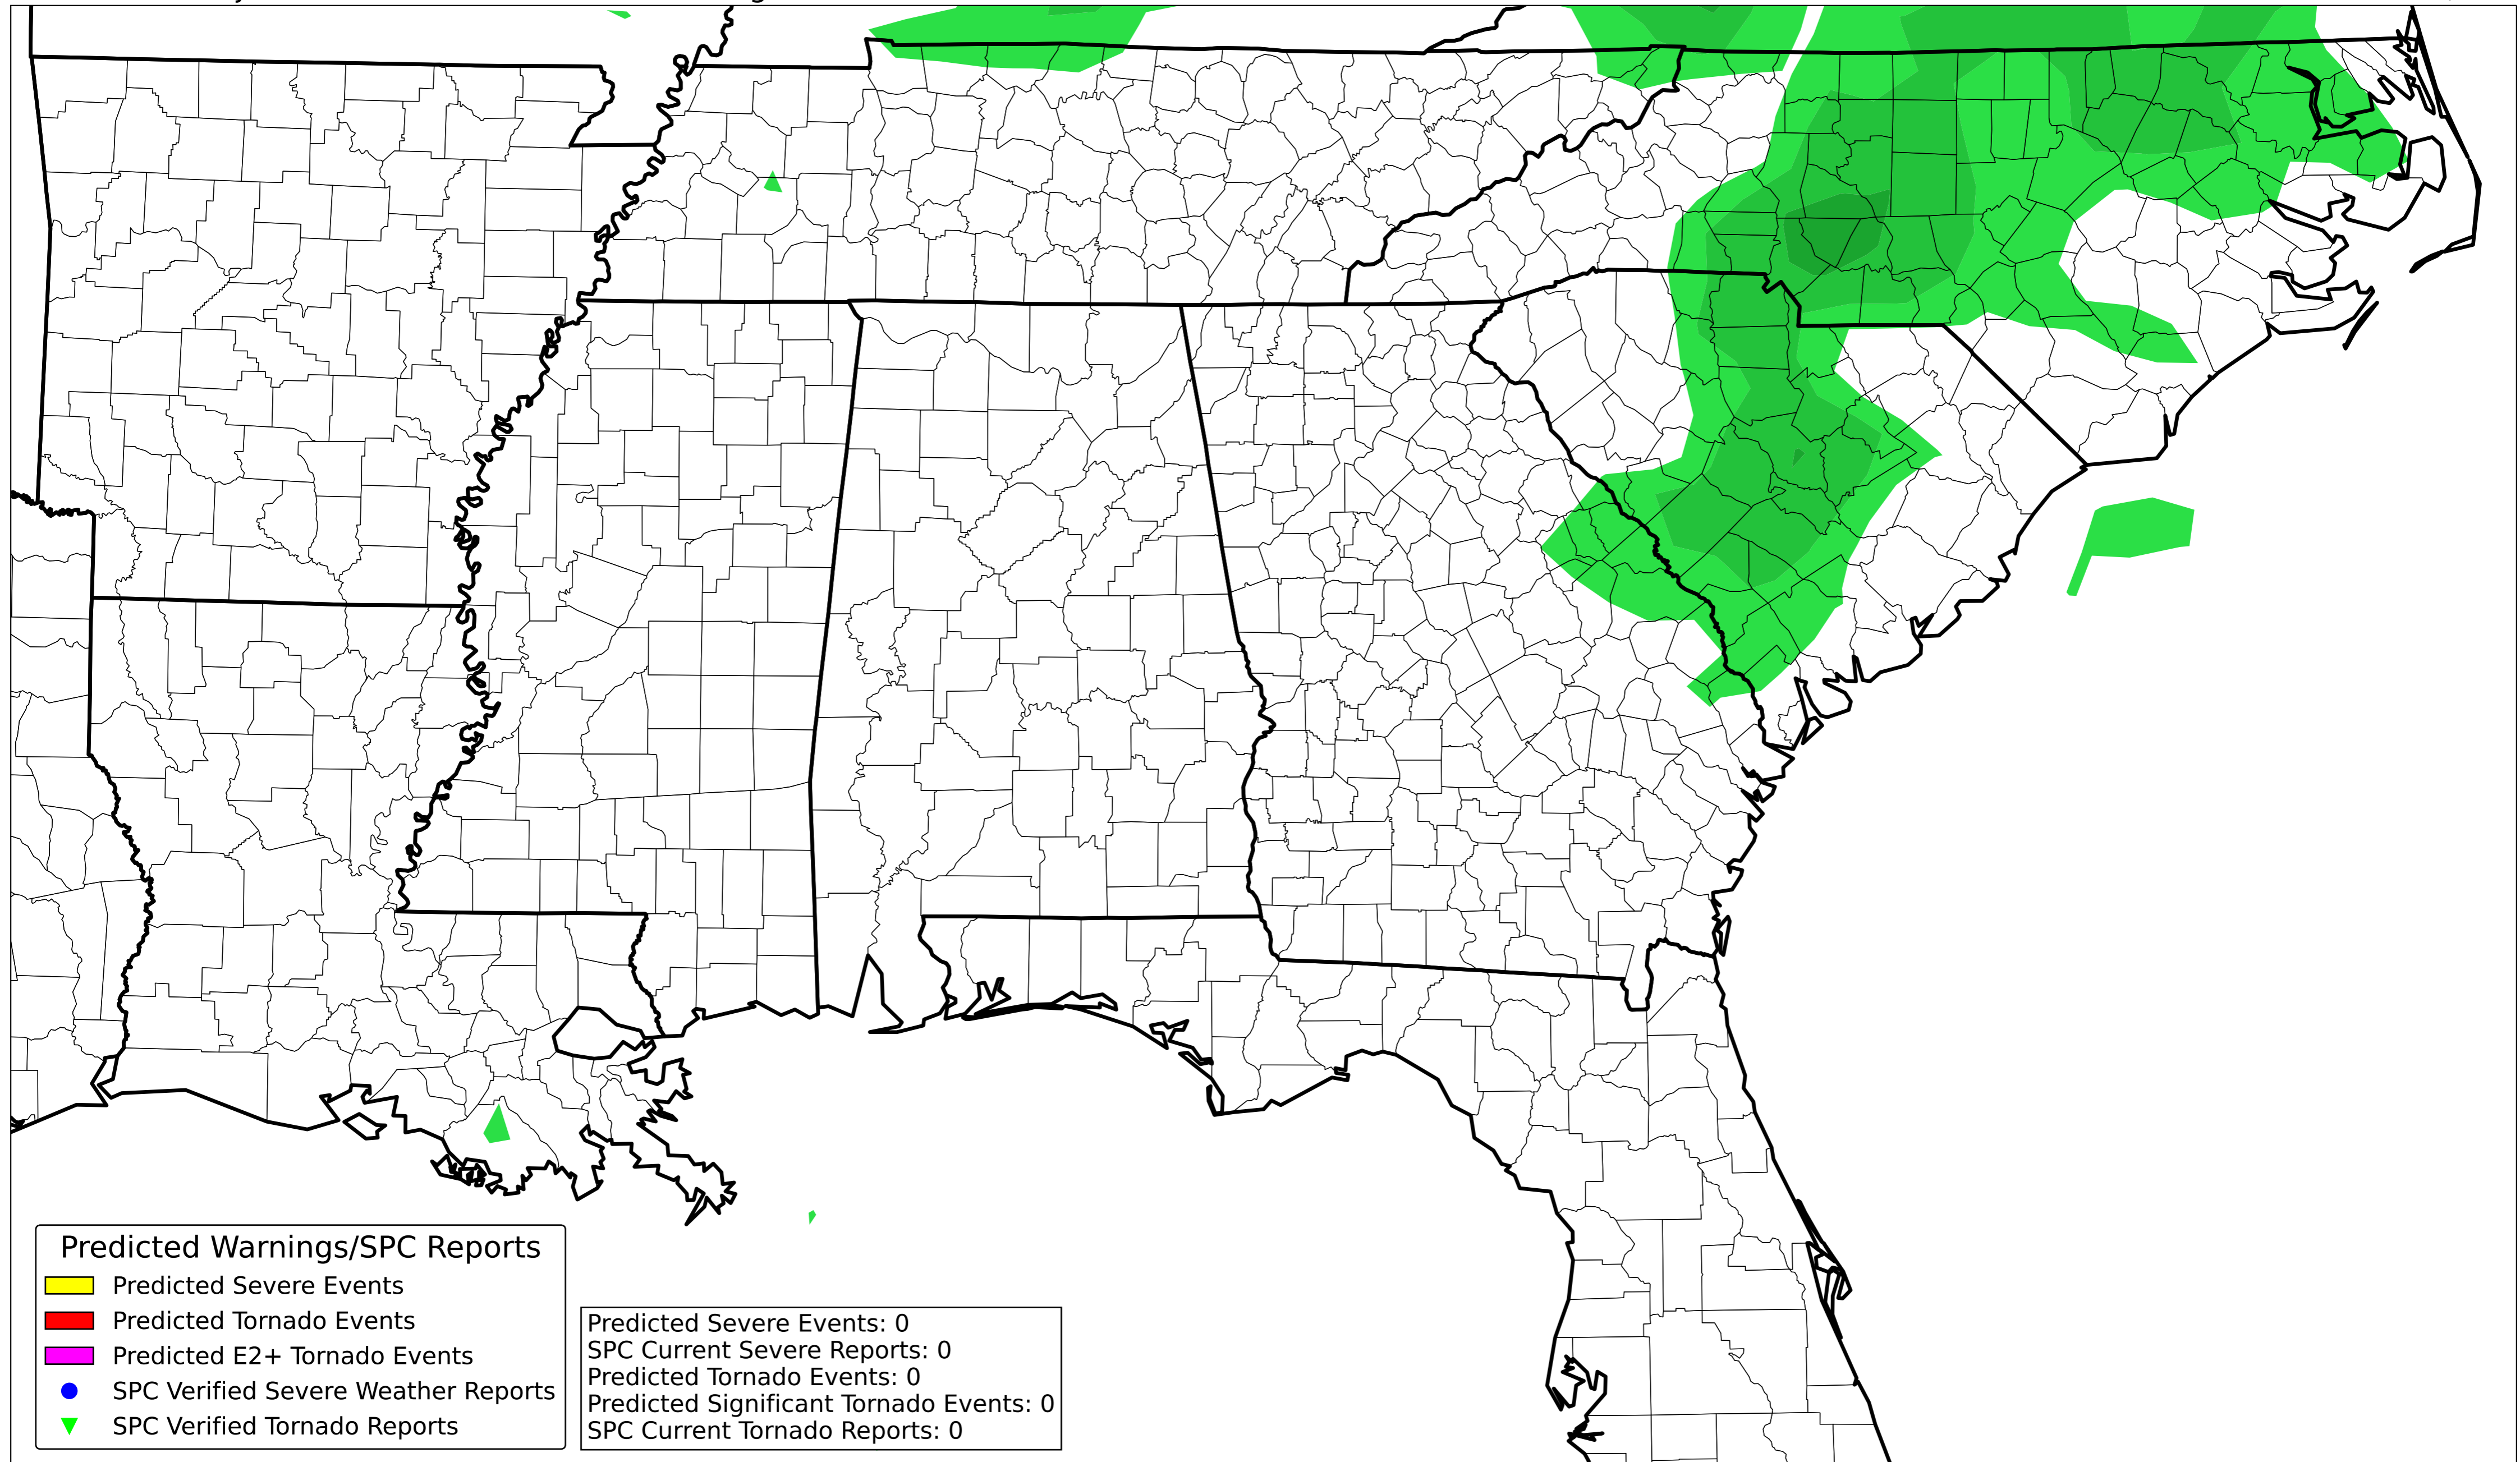 Predicted Warnings/SPC Reports
Predicted Severe Events
Predicted Tornado Events
Predicted E2+ Tornado Events
SPC Verified Severe Weather Reports
SPC Verified Tornado Reports
Predicted Severe Events: 0
SPC Current Severe Reports: 0
Predicted Tornado Events: 0
Predicted Significant Tornado Events: 0
SPC Current Tornado Reports: 0